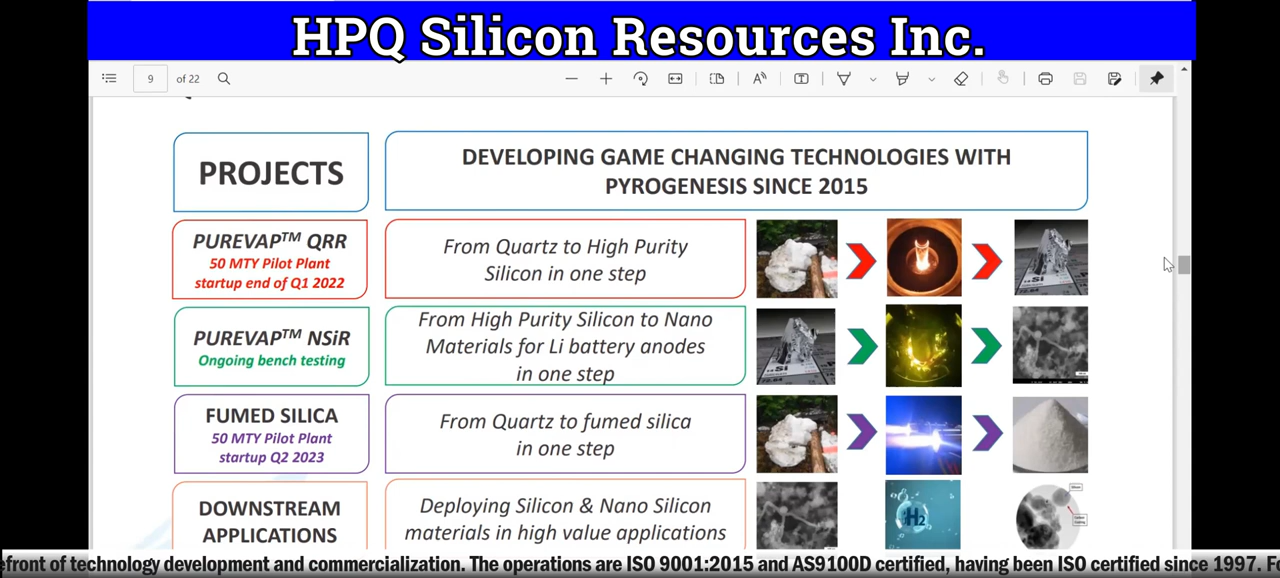 HPQ Silicon Resources Inc.
9 of 22
PROJECTS
DEVELOPING GAME CHANGING TECHNOLOGIES WITH
PYROGENESIS SINCE 2015
PUREVAP™ QRR
50 MTY Pilot Plant
startup end of Q1 2022
From Quartz to High Purity
Silicon in one step
PUREVAP™ NSiR
Ongoing bench testing
From High Purity Silicon to Nano
Materials for Li battery anodes
in one step
FUMED SILICA
50 MTY Pilot Plant
startup Q2 2023
From Quartz to fumed silica
in one step
DOWNSTREAM
APPLICATIONS
Deploying Silicon & Nano Silicon
materials in high value applications
H2
efront of technology development and commercialization. The operations are ISO 9001:2015 and AS9100D certified, having been ISO certified since 1997. F